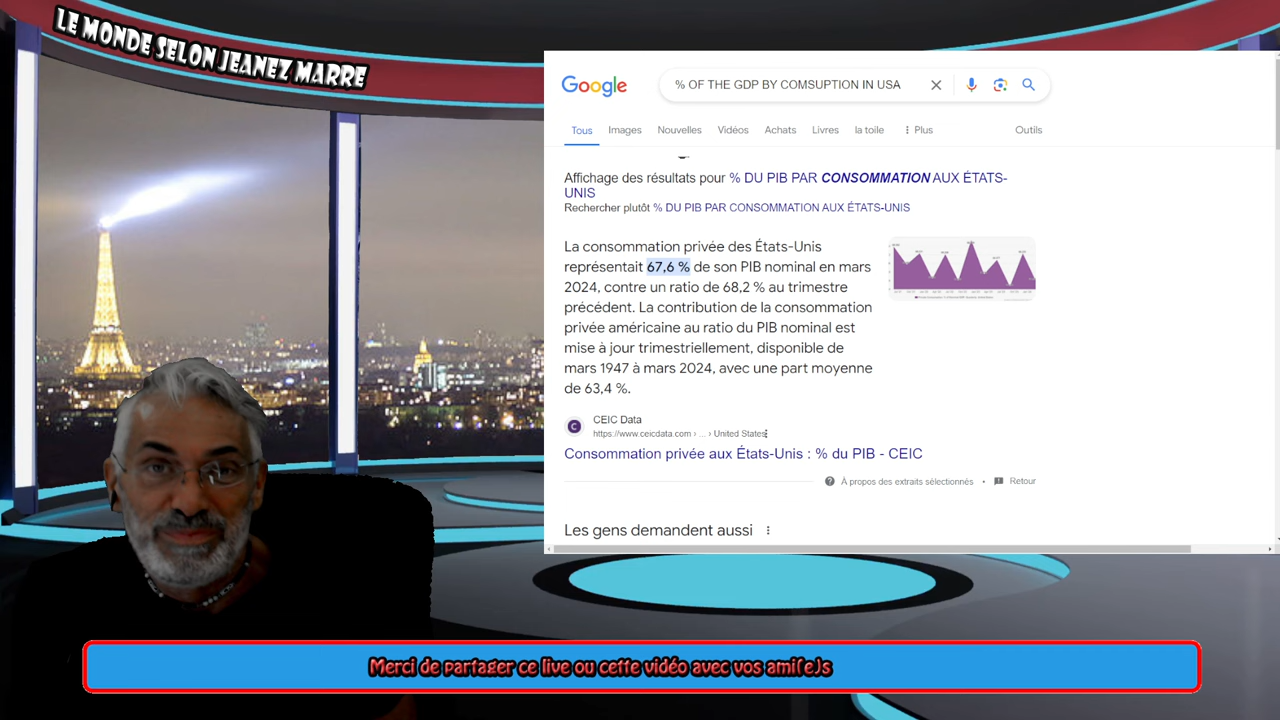 LE MONDE SELON JEANEZ MARRE
Google
% OF THE GDP BY COMSUPTION IN USA
Tous Images Nouvelles Vidéos Achats Livres la toile Plus Outils
Affichage des résultats pour % DU PIB PAR CONSOMMATION AUX ÉTATS-
UNIS
Rechercher plutôt % DU PIB PAR CONSOMMATION AUX ÉTATS-UNIS
La consommation privée des États-Unis
représentait 67,6 % de son PIB nominal en mars
2024, contre un ratio de 68,2 % au trimestre
précédent. La contribution de la consommation
privée américaine au ratio du PIB nominal est
mise à jour trimestriellement, disponible de
mars 1947 à mars 2024, avec une part moyenne
de 63,4 %.
C
CEIC Data
https://www.ceicdata.com › ... › United States
Consommation privée aux États-Unis : % du PIB - CEIC
À propos des extraits sélectionnés • Retour
Les gens demandent aussi
Merci de partager ce live ou cette vidéo avec vos ami(e)s